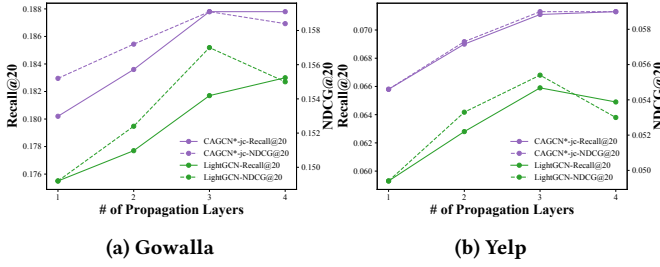 0.188
0.186
0.184
0.182
0.180
0.178
0.176
Recall@20
0.158
0.156
0.154
0.152
0.150
NDCG@20
CAGCN*-jc-Recall@20
CAGCN*-jc-NDCG@20
LightGCN-Recall@20
LightGCN-NDCG@20
1 2 3 4
# of Propagation Layers
(a) Gowalla
0.070
0.068
0.066
0.064
0.062
0.060
Recall@20
0.058
0.056
0.054
0.052
0.050
NDCG@20
CAGCN*-jc-Recall@20
CAGCN*-jc-NDCG@20
LightGCN-Recall@20
LightGCN-NDCG@20
1 2 3 4
# of Propagation Layers
(b) Yelp